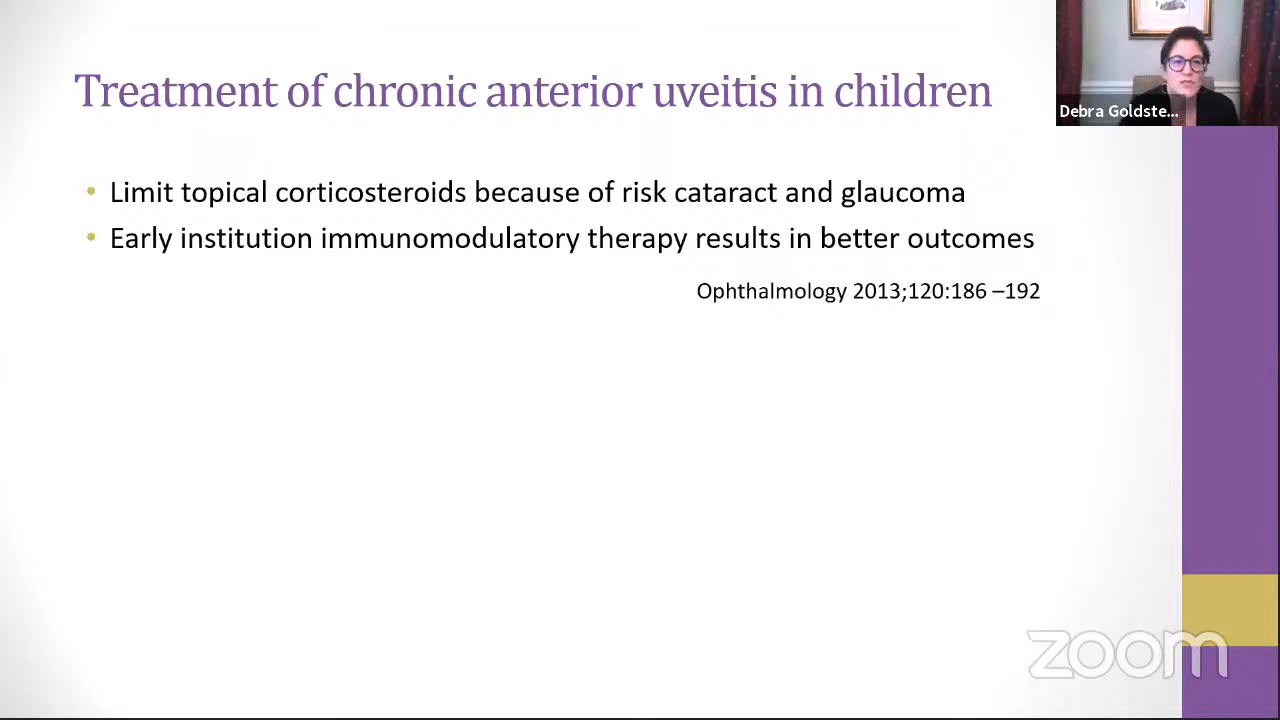 Treatment of chronic anterior uveitis in children
Debra Goldste...
• Limit topical corticosteroids because of risk cataract and glaucoma
• Early institution immunomodulatory therapy results in better outcomes
Ophthalmology 2013;120:186 –192
zoom